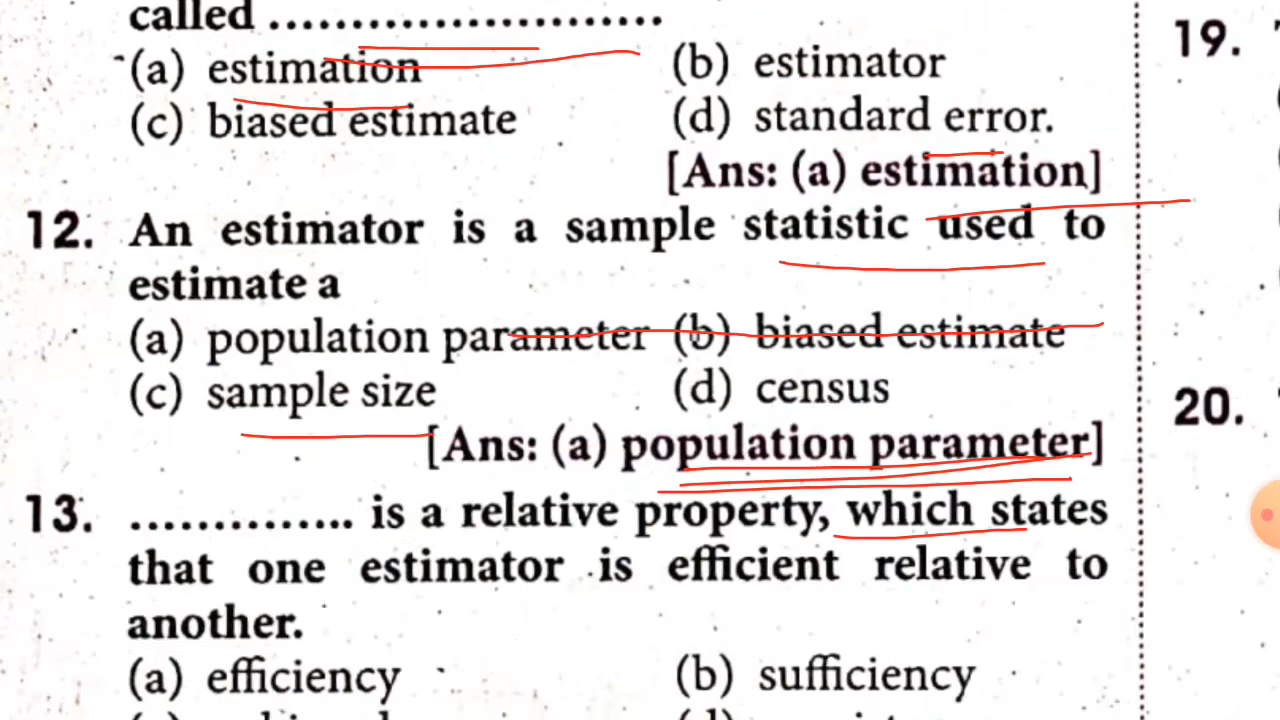 called ........................
(a) estimation (b) estimator
(c) biased estimate (d) standard error.
[Ans: (a) estimation]
12. An estimator is a sample statistic used to
estimate a
(a) population parameter (b) biased estimate
(c) sample size (d) census
[Ans: (a) population parameter]
13. .............. is a relative property, which states
that one estimator is efficient relative to
another.
(a) efficiency (b) sufficiency
19.
20.